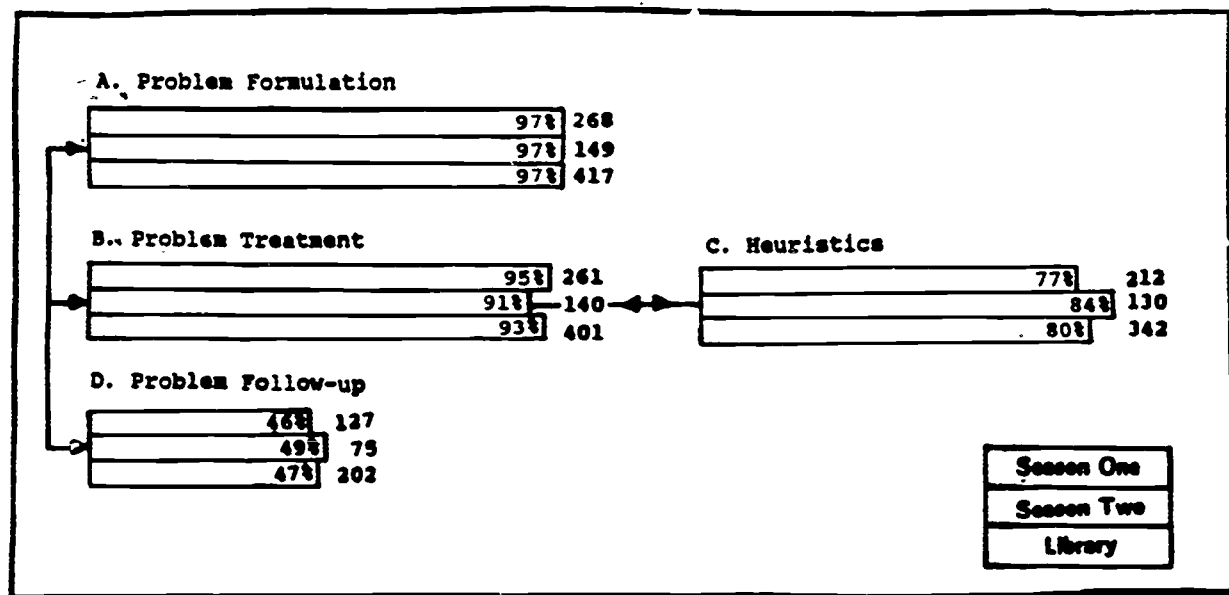 A. Problem Formulation
97% 268
97% 149
97% 417
B. Problem Treatment
95% 261
91% 140
93% 401
C. Heuristics
77% 212
84% 130
80% 342
D. Problem Follow-up
46% 127
49% 75
47% 202
Season One
Season Two
Library